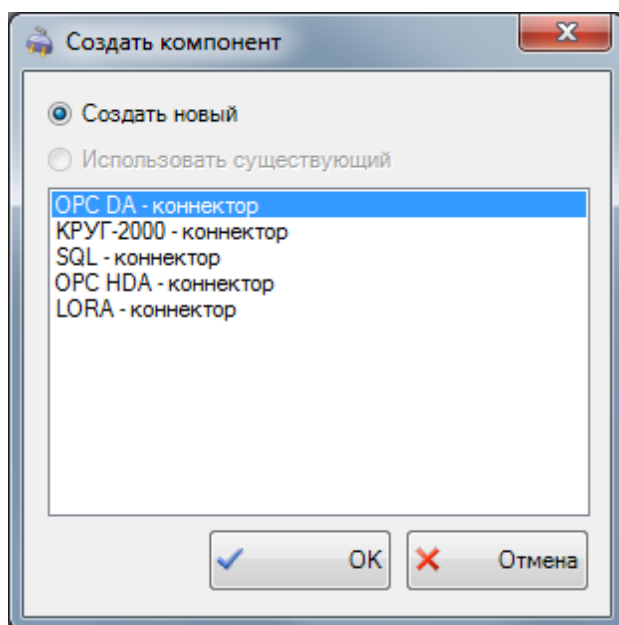 Создать компонент
Создать новый
Использовать существующий
OPC DA - коннектор
КРУГ-2000 - коннектор
SQL - коннектор
OPC HDA - коннектор
LORA - коннектор
OK
Отмена